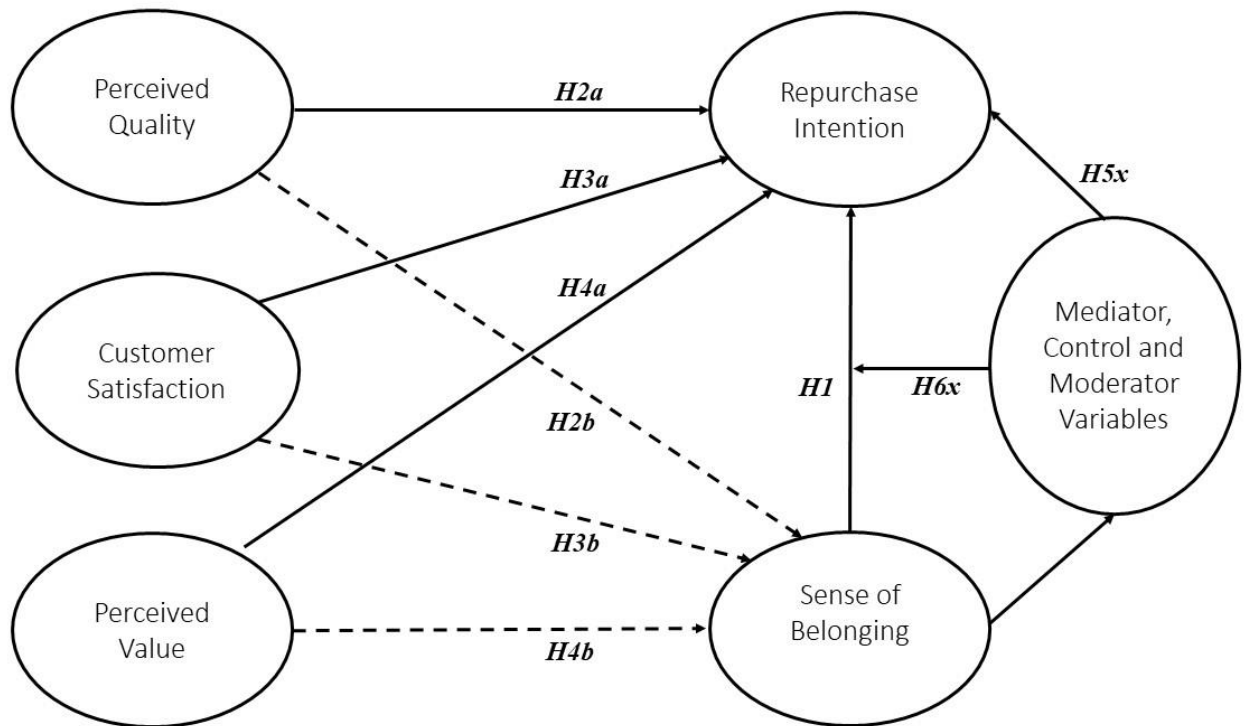 Perceived
Quality
H2a
Repurchase
Intention
H3a
H5x
H4a
Customer
Satisfaction
Mediator,
Control and
Moderator
Variables
H1
H6x
H2b
H3b
Perceived
Value
H4b
Sense of
Belonging